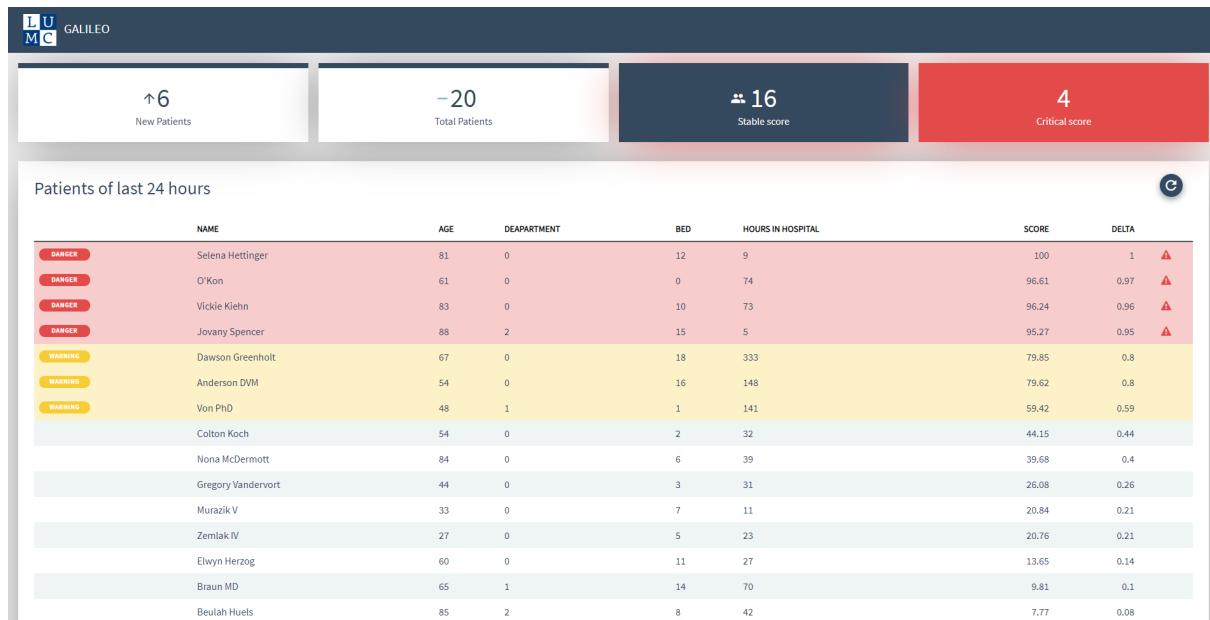 LU
MC
GALILEO
6
New Patients
20
Total Patients
16
Stable score
4
Critical score
Patients of last 24 hours
NAME AGE DEAPARTMENT BED HOURS IN HOSPITAL SCORE DELTA
DANGER Selena Hettinger 81 0 12 9 100 1
DANGER O'Kon 61 0 0 74 96.61 0.97
DANGER Vickie Kiehn 83 0 10 73 96.24 0.96
DANGER Jovany Spencer 88 2 15 5 95.27 0.95
WARNING Dawson Greenholt 67 0 18 333 79.85 0.8
WARNING Anderson DVM 54 0 16 148 79.62 0.8
WARNING Von PhD 48 1 1 141 59.42 0.59
Colton Koch 54 0 2 32 44.15 0.44
Nona McDermott 84 0 6 39 39.68 0.4
Gregory Vandervort 44 0 3 31 26.08 0.26
Murazik V 33 0 7 11 20.84 0.21
Zemlak IV 27 0 5 23 20.76 0.21
Elwyn Herzog 60 0 11 27 13.65 0.14
Braun MD 65 1 14 70 9.81 0.1
Beulah Huels 85 2 8 42 7.77 0.08